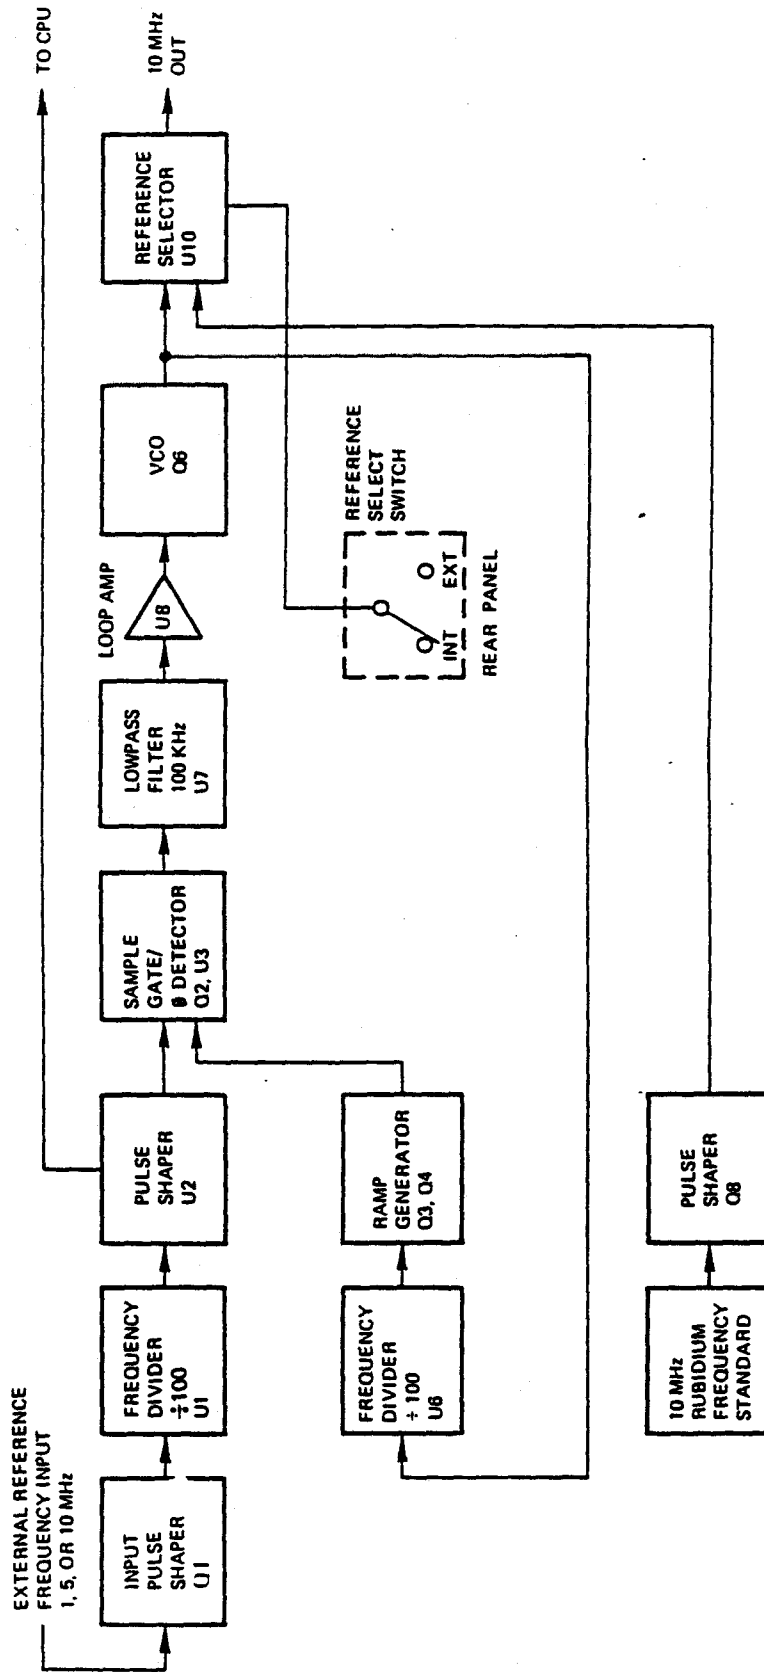 EXTERNAL REFERENCE
FREQUENCY INPUT
1, 5, OR 10 MHz
INPUT
PULSE
SHAPER
Q1
FREQUENCY
DIVIDER
÷100
U1
PULSE
SHAPER
U2
SAMPLE
GATE/
φ DETECTOR
Q2, U3
LOWPASS
FILTER
100 KHz
U7
LOOP AMP
U8
VCO
Q6
REFERENCE
SELECTOR
U10
TO CPU
10 MHz
OUT
FREQUENCY
DIVIDER
÷ 100
U6
RAMP
GENERATOR
Q3, Q4
REFERENCE
SELECT
SWITCH
INT
EXT
REAR PANEL
10 MHz
RUBIDIUM
FREQUENCY
STANDARD
PULSE
SHAPER
Q8